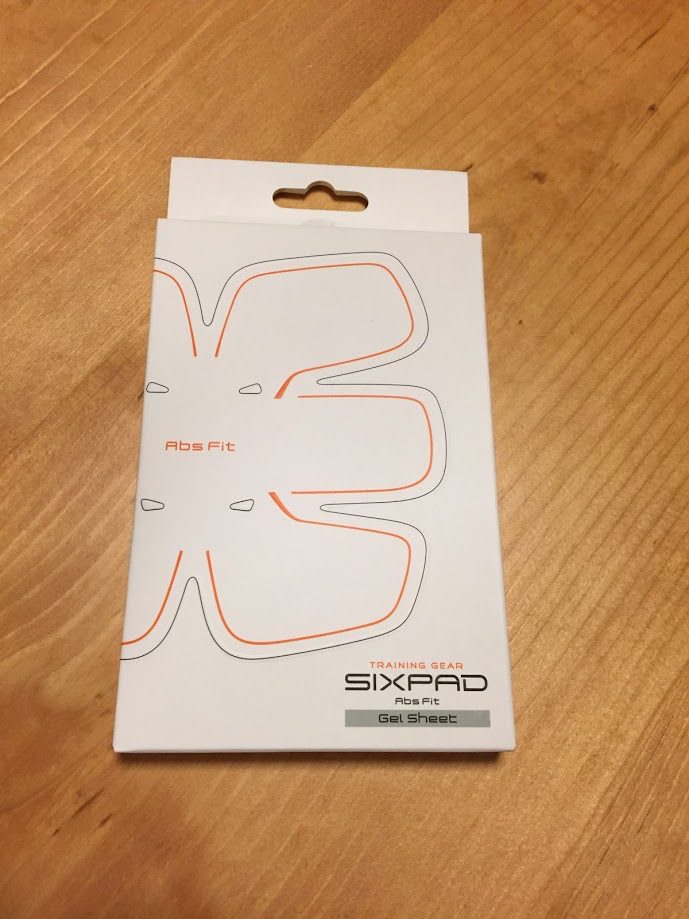 Abs Fit
TRAINING GEAR
SIXPAD
Abs Fit
Gel Sheet